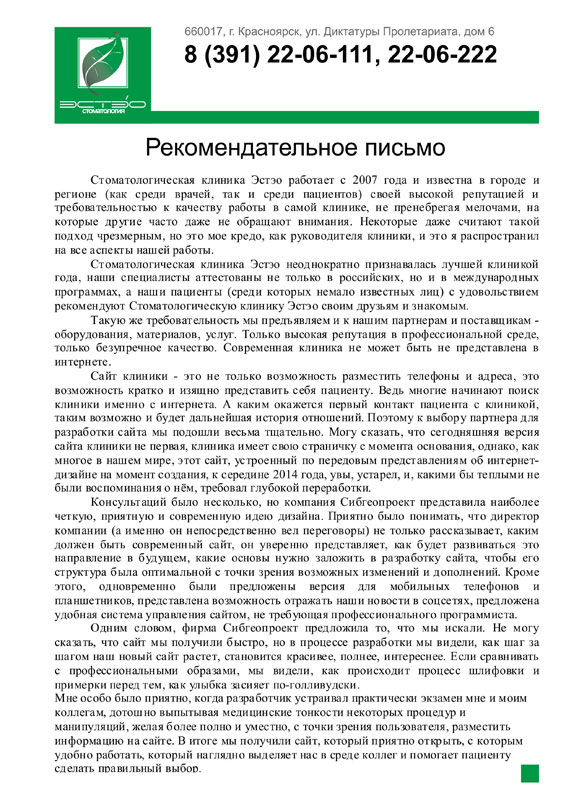 ЭСТЭО
СТОМАТОЛОГИЯ
660017, г. Красноярск, ул. Диктатуры Пролетариата, дом 6
8 (391) 22-06-111, 22-06-222
Рекомендательное письмо
Стоматологическая клиника Эстэо работает с 2007 года и известна в городе и
регионе (как среди врачей, так и среди пациентов) своей высокой репутацией и
требовательностью к качеству работы в самой клинике, не пренебрегая мелочами, на
которые другие часто даже не обращают внимания. Некоторые даже считают такой
подход чрезмерным, но это мое кредо, как руководителя клиники, и это я распространил
на все аспекты нашей работы.
Стоматологическая клиника Эстэо неоднократно признавалась лучшей клиникой
года, наши специалисты аттестованы не только в российских, но и в международных
программах, а наши пациенты (среди которых немало известных лиц) с удовольствием
рекомендуют Стоматологическую клинику Эстэо своим друзьям и знакомым.
Такую же требовательность мы предъявляем и к нашим партнерам и поставщикам -
оборудования, материалов, услуг. Только высокая репутация в профессиональной среде,
только безупречное качество. Современная клиника не может быть не представлена в
интернете.
Сайт клиники - это не только возможность разместить телефоны и адреса, это
возможность кратко и изящно представить себя пациенту. Ведь многие начинают поиск
клиники именно с интернета. А каким окажется первый контакт пациента с клиникой,
таким возможно и будет дальнейшая история отношений. Поэтому к выбору партнера для
разработки сайта мы подошли весьма тщательно. Могу сказать, что сегодняшняя версия
сайта клиники не первая, клиника имеет свою страничку с момента основания, однако, как
многое в нашем мире, этот сайт, устроенный по передовым представлениям об интернет-
дизайне на момент создания, к середине 2014 года, увы, устарел, и, какими бы теплыми не
были воспоминания о нём, требовал глубокой переработки.
Консультаций было несколько, но компания Сибгеопроект представила наиболее
четкую, приятную и современную идею дизайна. Приятно было понимать, что директор
компании (а именно он непосредственно вел переговоры) не только рассказывает, каким
должен быть современный сайт, он уверенно представляет, как будет развиваться это
направление в будущем, какие основы нужно заложить в разработку сайта, чтобы его
структура была оптимальной с точки зрения возможных изменений и дополнений. Кроме
этого, одновременно были предложены версия для мобильных телефонов и
планшетников, представлена возможность отражать наши новости в соцсетях, предложена
удобная система управления сайтом, не требующая профессионального программиста.
Одним словом, фирма Сибгеопроект предложила то, что мы искали. Не могу
сказать, что сайт мы получили быстро, но в процессе разработки мы видели, как шаг за
шагом наш новый сайт растет, становится красивее, полнее, интереснее. Если сравнивать
с профессиональными образами, мы видели, как происходит процесс шлифовки и
примерки перед тем, как улыбка засияет по-голливудски.
Мне особо было приятно, когда разработчик устраивал практически экзамен мне и моим
коллегам, дотошно выпытывая медицинские тонкости некоторых процедур и
манипуляций, желая более полно и уместно, с точки зрения пользователя, разместить
информацию на сайте. В итоге мы получили сайт, который приятно открыть, с которым
удобно работать, который наглядно выделяет нас в среде коллег и помогает пациенту
сделать правильный выбор.